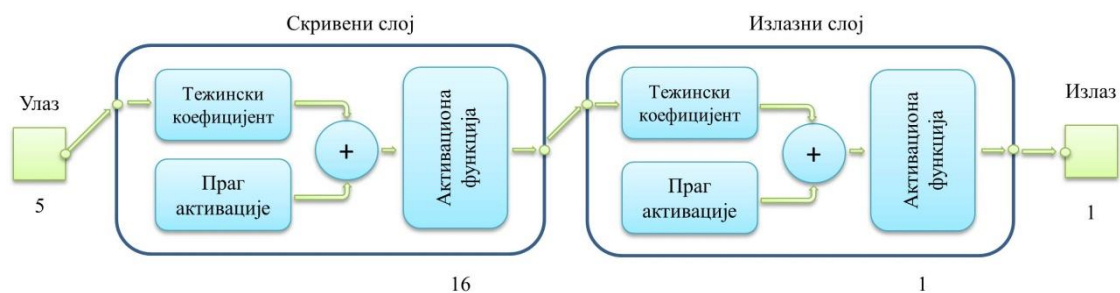 Скривени слој
Излазни слој
Улаз
5
Тежински
коефицијент
+
Праг
активације
Активациона
функција
16
Тежински
коефицијент
+
Праг
активације
Активациона
функција
1
Излаз
1